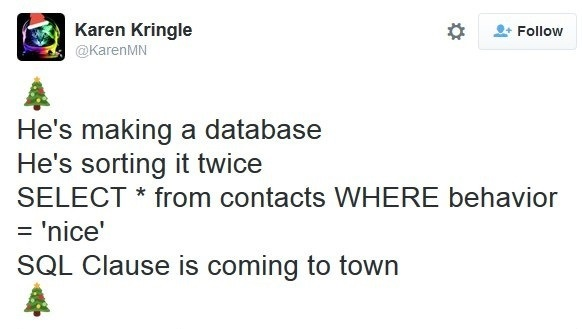 Karen Kringle
@KarenMN
Follow
🎄
He's making a database
He's sorting it twice
SELECT * from contacts WHERE behavior
= 'nice'
SQL Clause is coming to town
🎄